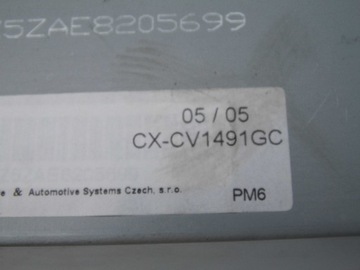 5ZAE8205699
05 / 05
CX-CV1491GC
& Automotive Systems Czech, s.r.o.
PM6